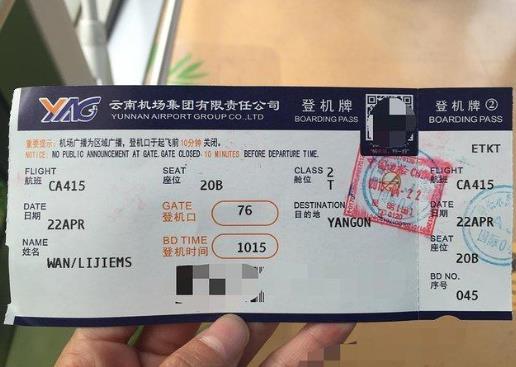 YAG 云南机场集团有限责任公司 登机牌 登机牌 ②
YUNNAN AIRPORT GROUP CO.,LTD BOARDING PASS BOARDING PASS
重要提示：机场广播为区域广播，登机口于起飞前10分钟关闭。 ETKT
NOTICE: NO PUBLIC ANNOUNCEMENT AT GATE.GATE CLOSED 10 MINUTES BEFORE DEPARTURE TIME.
FLIGHT SEAT CLASS 2 FLIGHT
航班 CA415 座位 20B 舱位 T 航班 CA415
DATE GATE 76 DESTINATION DATE
日期 22APR 登机口 目的地 YANGON 日期 22APR
NAME BD TIME 1015 SEAT
姓名 WAN/LIJIEMS 登机时间 座位 20B
BD NO.
序号 045